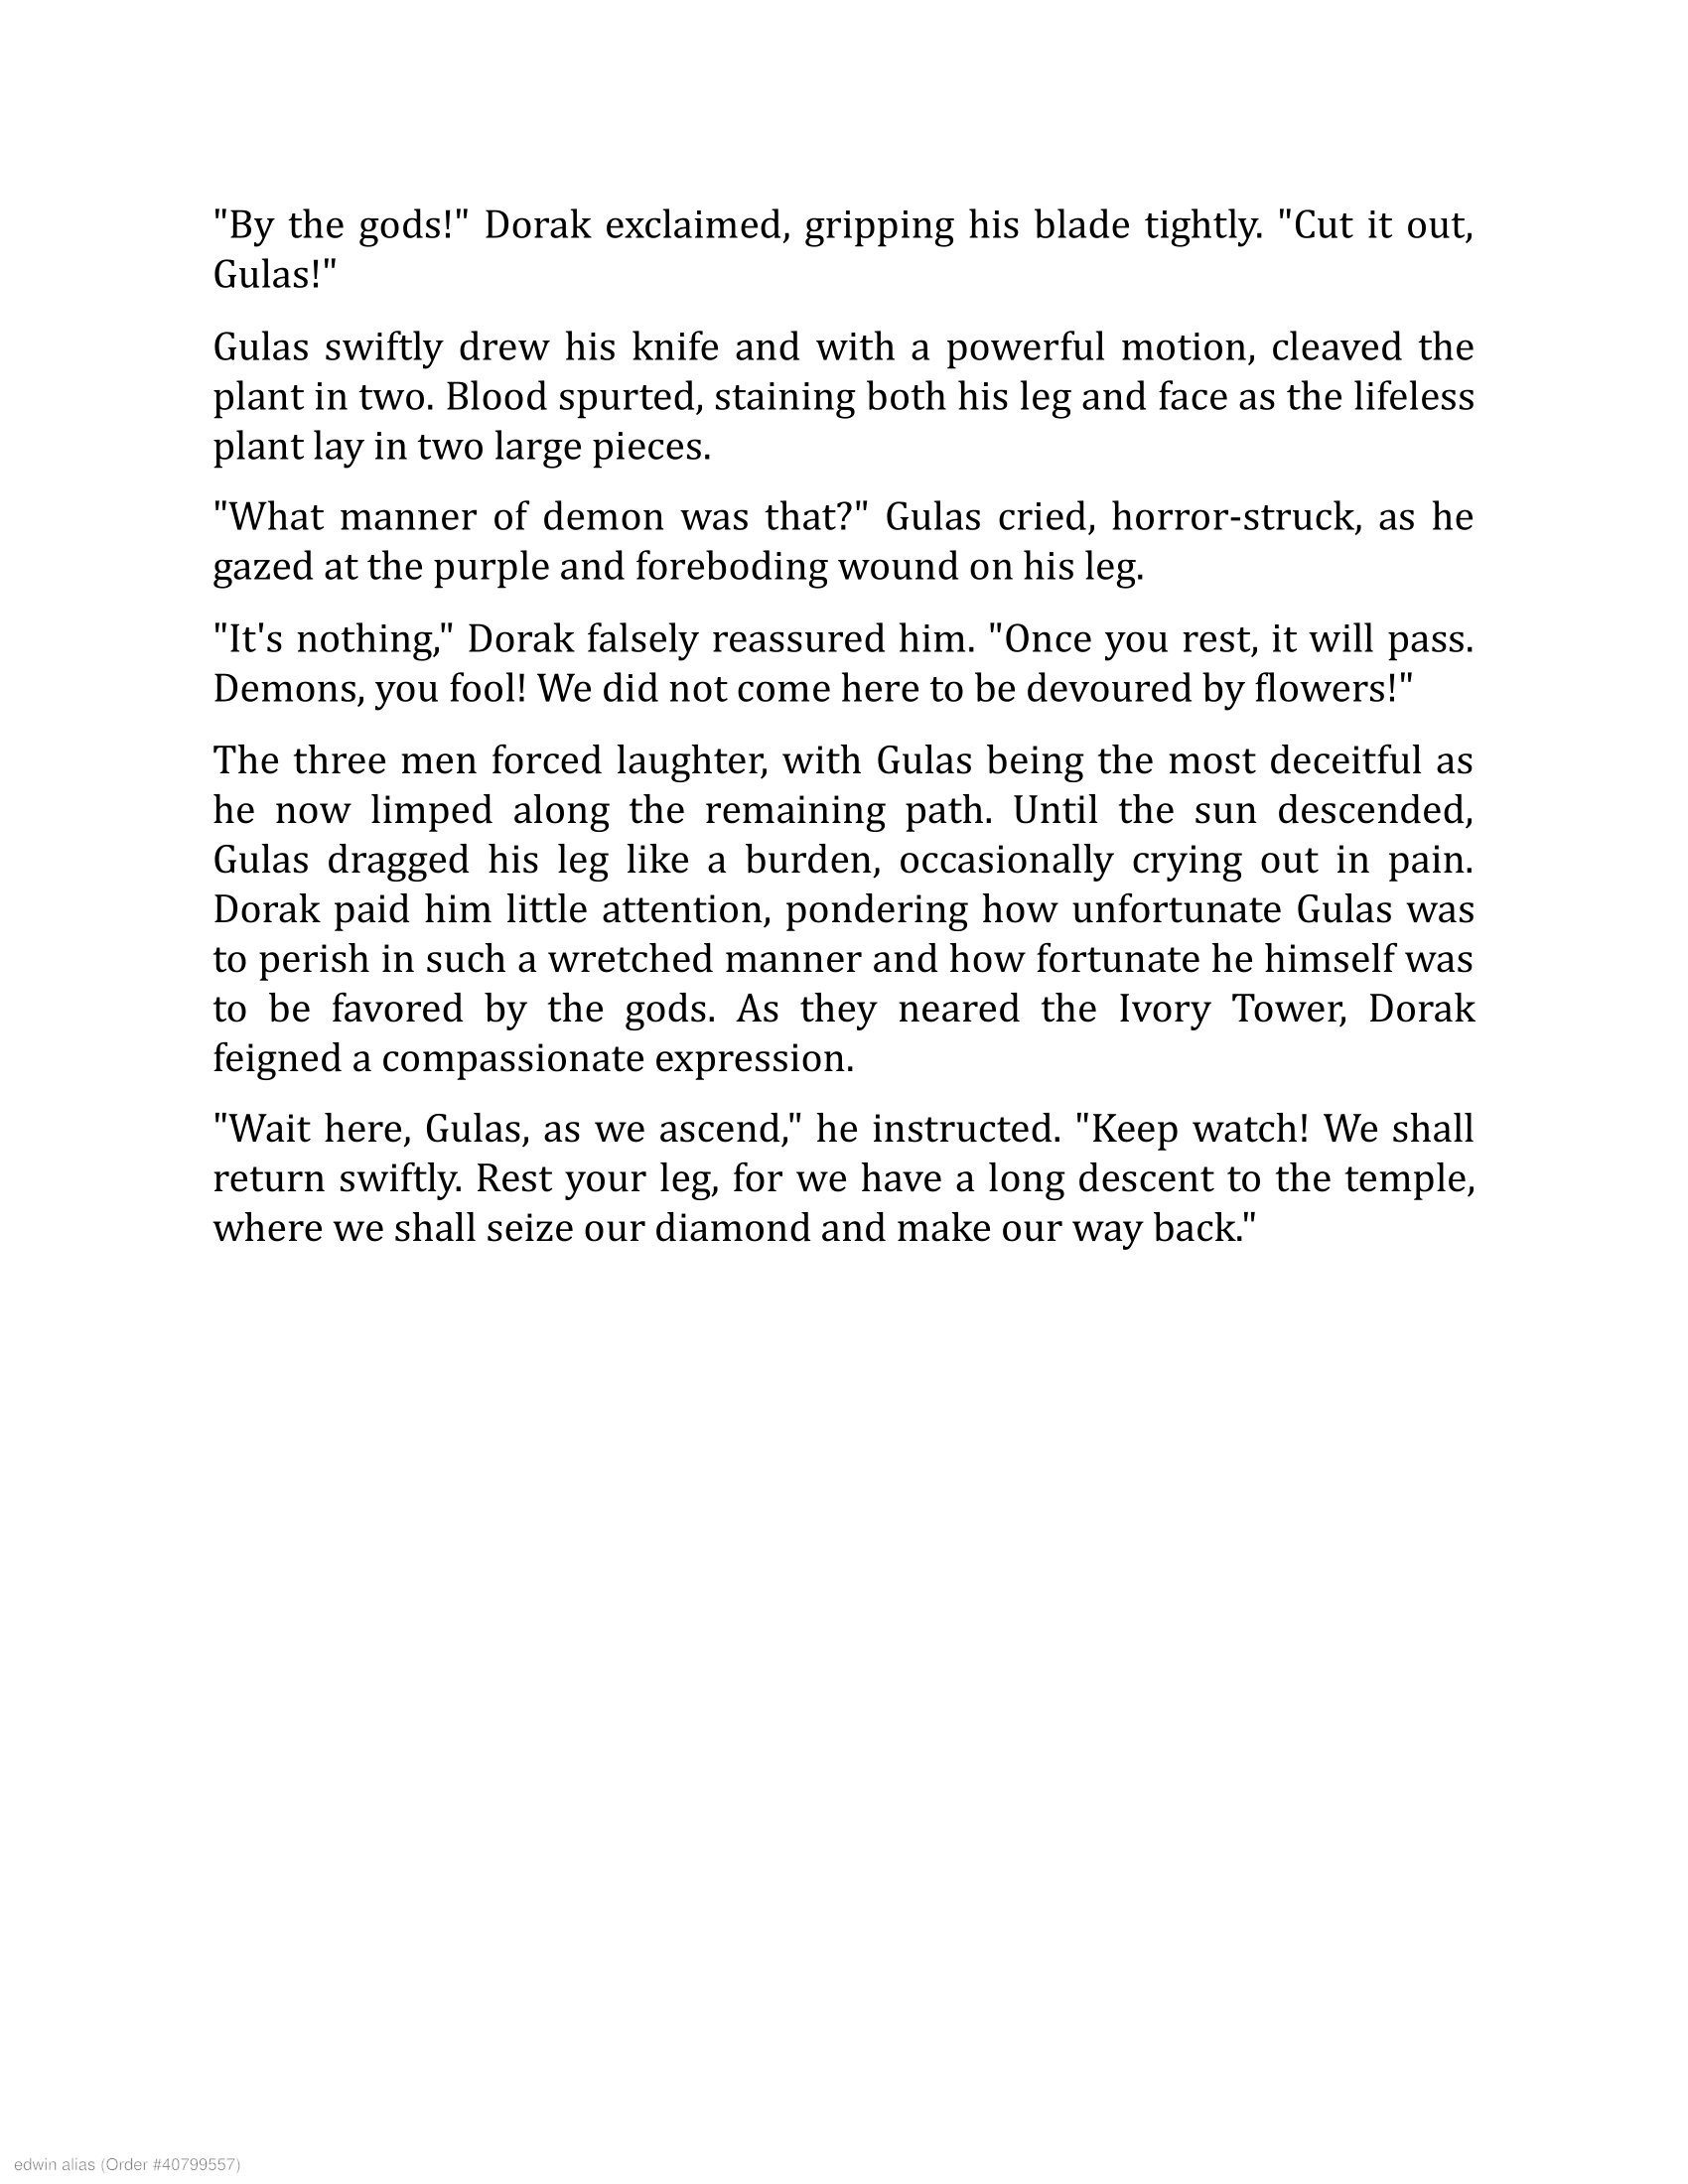 "By the gods!" Dorak exclaimed, gripping his blade tightly. "Cut it out,
Gulas!"
Gulas swiftly drew his knife and with a powerful motion, cleaved the
plant in two. Blood spurted, staining both his leg and face as the lifeless
plant lay in two large pieces.
"What manner of demon was that?" Gulas cried, horror-struck, as he
gazed at the purple and foreboding wound on his leg.
"It's nothing," Dorak falsely reassured him. "Once you rest, it will pass.
Demons, you fool! We did not come here to be devoured by flowers!"
The three men forced laughter, with Gulas being the most deceitful as
he now limped along the remaining path. Until the sun descended,
Gulas dragged his leg like a burden, occasionally crying out in pain.
Dorak paid him little attention, pondering how unfortunate Gulas was
to perish in such a wretched manner and how fortunate he himself was
to be favored by the gods. As they neared the Ivory Tower, Dorak
feigned a compassionate expression.
"Wait here, Gulas, as we ascend," he instructed. "Keep watch! We shall
return swiftly. Rest your leg, for we have a long descent to the temple,
where we shall seize our diamond and make our way back."
edwin alias (Order #40799557)